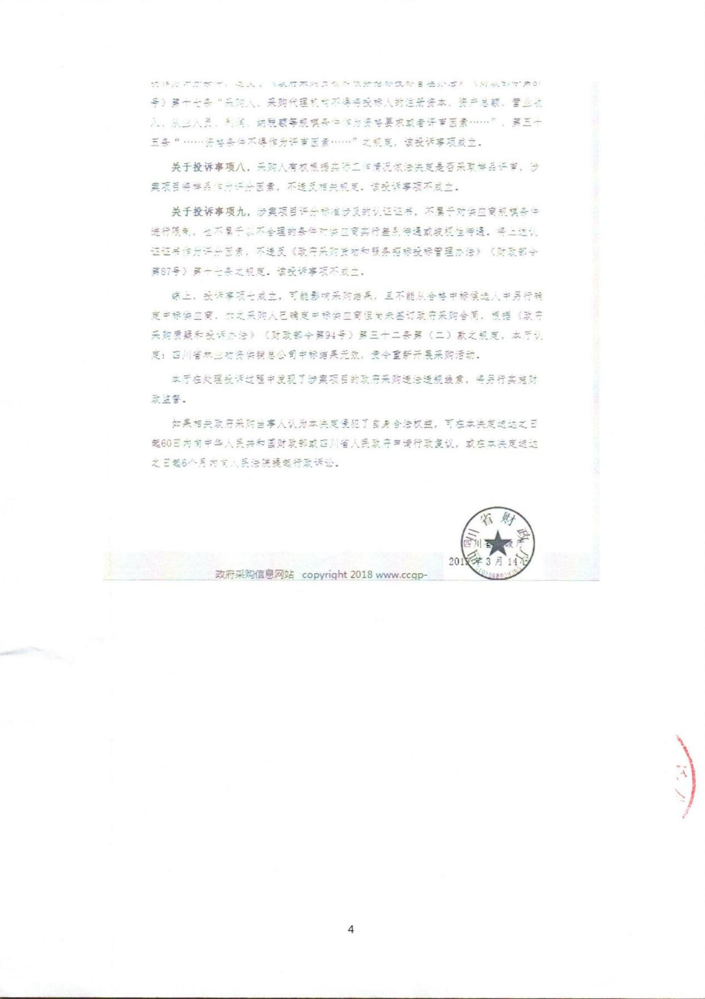 号）第十七条“采购人、采购代理机构不得将投标人的注册资本、资产总额、营业收
入、从业人员、利润、纳税额等规模条件作为资格要求或者评审因素……”、第三十
五条“……资格条件不得作为评审因素……”之规定，该投诉事项成立。
关于投诉事项八，采购人有权根据实际工作情况依法决定是否采取样品评审，涉
案项目将样品作为评分因素，不违反相关规定。该投诉事项不成立。
关于投诉事项九，涉案项目评分标准涉及的认证证书，不属于对供应商规模条件
进行限制，也不属于以不合理的条件对供应商实行差别待遇或歧视性待遇。将上述认
证证书作为评分因素，不违反《政府采购货物和服务招标投标管理办法》（财政部令
第87号）第十七条之规定。该投诉事项不成立。
综上，投诉事项七成立，可能影响采购结果，且不能从合格中标候选人中另行确
定中标供应商，加之采购人已确定中标供应商但尚未签订政府采购合同，根据《政府
采购质疑和投诉办法》（财政部令第94号）第三十二条第（二）款之规定，本厅认
定：四川省林业物资供销总公司中标结果无效，责令重新开展采购活动。
本厅在处理投诉过程中发现了涉案项目的政府采购违法违规线索，将另行实施财
政监督。
如果相关政府采购当事人认为本决定侵犯了自身合法权益，可在本决定送达之日
起60日内向中华人民共和国财政部或四川省人民政府申请行政复议，或在本决定送达
之日起6个月内向人民法院提起行政诉讼。
四川省财政厅
四川省 政厅
年3月14
政府采购信息网站 copyright 2018 www.ccgp-
4